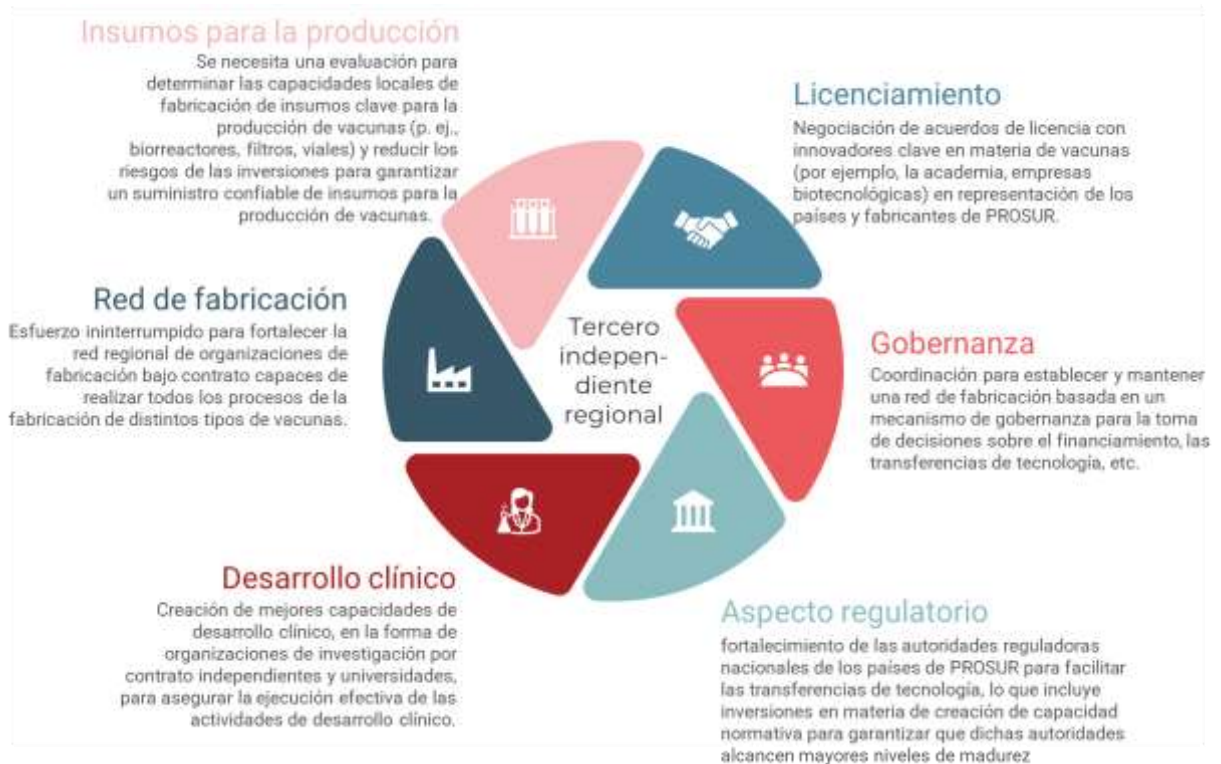 Insumos para la producción
Se necesita una evaluación para
determinar las capacidades locales de
fabricación de insumos clave para la
producción de vacunas (p. ej.,
biorreactores, filtros, viales) y reducir los
riesgos de las inversiones para garantizar
un suministro confiable de insumos para la
producción de vacunas.
Licenciamiento
Negociación de acuerdos de licencia con
innovadores clave en materia de vacunas
(por ejemplo, la academia, empresas
biotecnológicas) en representación de los
países y fabricantes de PROSUR.
Red de fabricación
Esfuerzo ininterrumpido para fortalecer la
red regional de organizaciones de
fabricación bajo contrato capaces de
realizar todos los procesos de la
fabricación de distintos tipos de vacunas.
Tercero
indepen-
diente
regional
Gobernanza
Coordinación para establecer y mantener
una red de fabricación basada en un
mecanismo de gobernanza para la toma
de decisiones sobre el financiamiento, las
transferencias de tecnología, etc.
Desarrollo clínico
Creación de mejores capacidades de
desarrollo clínico, en la forma de
organizaciones de investigación por
contrato independientes y universidades,
para asegurar la ejecución efectiva de las
actividades de desarrollo clínico.
Aspecto regulatorio
fortalecimiento de las autoridades reguladoras
nacionales de los países de PROSUR para facilitar
las transferencias de tecnología, lo que incluye
inversiones en materia de creación de capacidad
normativa para garantizar que dichas autoridades
alcancen mayores niveles de madurez